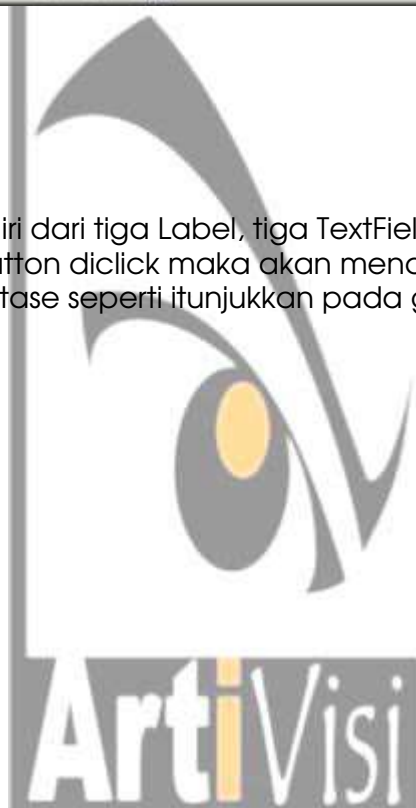 iri dari tiga Label, tiga TextFiel
tton diclick maka akan menc
tase seperti itunjukkan pada g
ArtiVisi